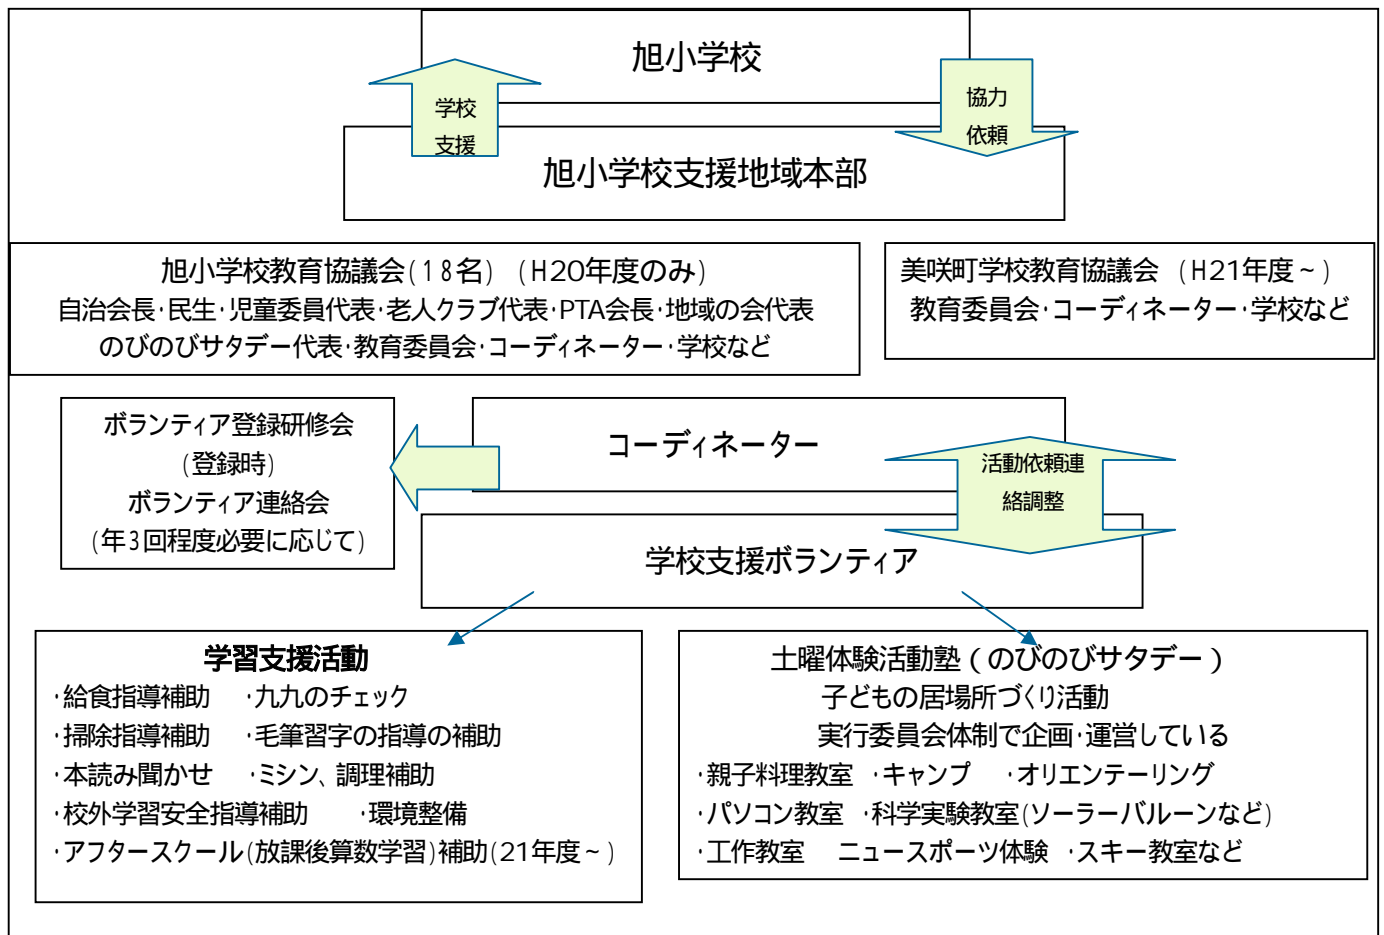 旭小学校
学校
支援
協力
依頼
旭小学校支援地域本部
旭小学校教育協議会(18名) (H20年度のみ)
自治会長・民生・児童委員代表・老人クラブ代表・PTA会長・地域の会代表
のびのびサタデー代表・教育委員会・コーディネーター・学校など
美咲町学校教育協議会 (H21年度~)
教育委員会・コーディネーター・学校など
ボランティア登録研修会
(登録時)
ボランティア連絡会
(年3回程度必要に応じて)
コーディネーター
活動依頼連
絡調整
学校支援ボランティア
学習支援活動
・給食指導補助 ・九九のチェック
・掃除指導補助 ・毛筆習字の指導の補助
・本読み聞かせ ・ミシン、調理補助
・校外学習安全指導補助 ・環境整備
・アフタースクール(放課後算数学習)補助(21年度~)
土曜体験活動塾(のびのびサタデー)
子どもの居場所づくり活動
実行委員会体制で企画・運営している
・親子料理教室 ・キャンプ ・オリエンテーリング
・パソコン教室 ・科学実験教室(ソーラーバルーンなど)
・工作教室 ニュースポーツ体験 ・スキー教室など